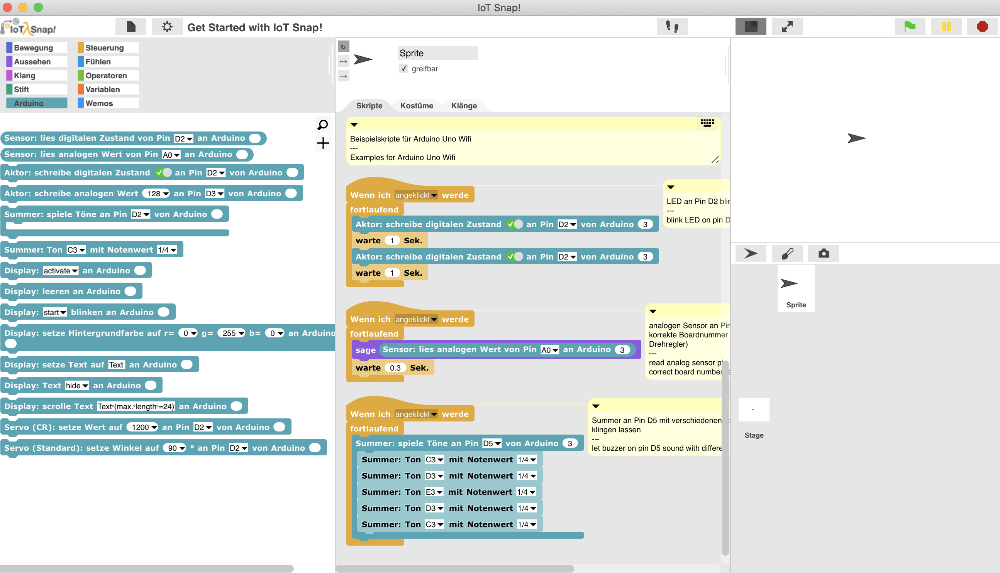 IoT Snap!
IoTλSnap!
Get Started with IoT Snap!
Bewegung
Steuerung
Aussehen
Fühlen
Klang
Operatoren
Stift
Variablen
Arduino
Wemos
Sensor: lies digitalen Zustand von Pin D2 an Arduino
Sensor: lies analogen Wert von Pin A0 an Arduino
Aktor: schreibe digitalen Zustand an Pin D2 von Arduino
Aktor: schreibe analogen Wert 128 an Pin D3 von Arduino
Summer: spiele Töne an Pin D2 von Arduino
Summer: Ton C3 mit Notenwert 1/4
Display: activate an Arduino
Display: leeren an Arduino
Display: start blinken an Arduino
Display: setze Hintergrundfarbe auf r= 0 g= 255 b= 0 an Arduino
Display: setze Text auf Text an Arduino
Display: Text hide an Arduino
Display: scrolle Text Text·(max.·length·=24) an Arduino
Servo (CR): setze Wert auf 1200 an Pin D2 von Arduino
Servo (Standard): setze Winkel auf 90 ° an Pin D2 von Arduino
Sprite
greifbar
Skripte
Kostüme
Klänge
Beispielskripte für Arduino Uno Wifi
---
Examples for Arduino Uno Wifi
Wenn ich angeklickt werde
fortlaufend
Aktor: schreibe digitalen Zustand an Pin D2 von Arduino 3
warte 1 Sek.
Aktor: schreibe digitalen Zustand an Pin D2 von Arduino 3
warte 1 Sek.
LED an Pin D2
---
blink LED on pin
Wenn ich angeklickt werde
fortlaufend
sage Sensor: lies analogen Wert von Pin A0 an Arduino 3
warte 0.3 Sek.
analogen Sensor an Pin
korrekte Boardnummer
Drehregler)
---
read analog sensor
correct board number
Wenn ich angeklickt werde
fortlaufend
Summer: spiele Töne an Pin D5 von Arduino 3
Summer: Ton C3 mit Notenwert 1/4
Summer: Ton D3 mit Notenwert 1/4
Summer: Ton E3 mit Notenwert 1/4
Summer: Ton D3 mit Notenwert 1/4
Summer: Ton C3 mit Notenwert 1/4
Summer an Pin D5 mit verschiedenen
klingen lassen
---
let buzzer on pin D5 sound with
Sprite
Stage